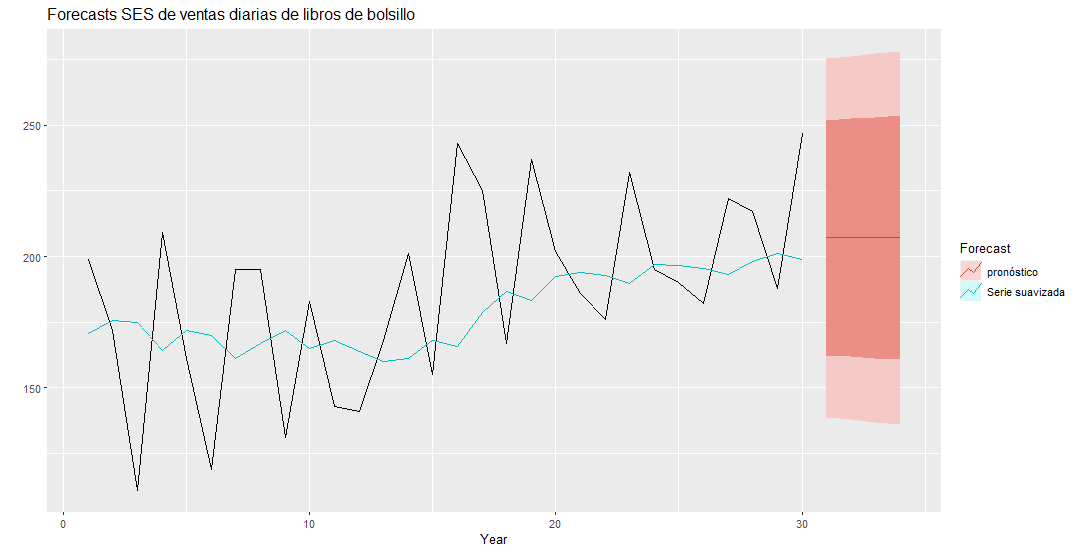 Forecasts SES de ventas diarias de libros de bolsillo
250
200
150
0
10
20
30
Year
Forecast
pronóstico
Serie suavizada